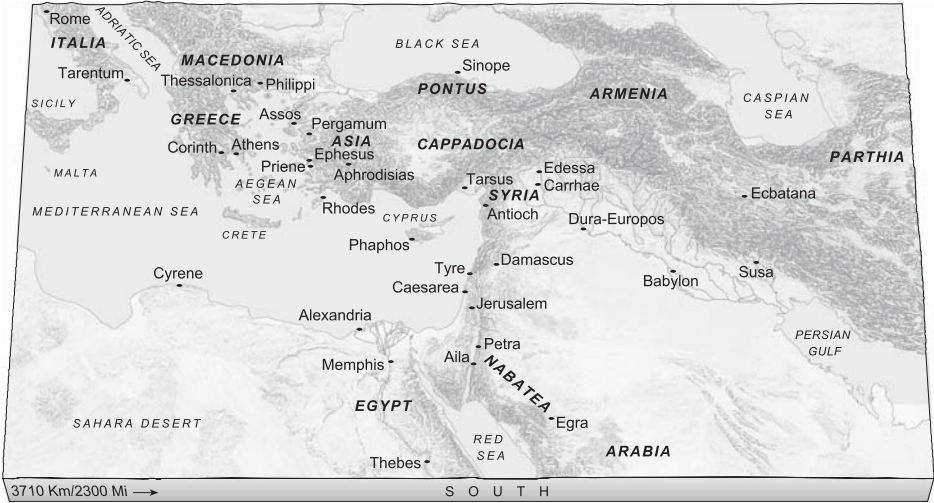 Rome
ADRIATIC SEA
ITALIA
BLACK SEA
MACEDONIA
Sinope
Tarentum
Thessalonica
Philippi
PONTUS
ARMENIA
CASPIAN
SEA
SICILY
GREECE
Assos
Pergamum
ASIA
CAPPADOCIA
Corinth
Athens
Ephesus
PARTHIA
Priene
Aphrodisias
Edessa
MALTA
AEGEAN
SEA
Tarsus
Carrhae
SYRIA
Ecbatana
MEDITERRANEAN SEA
Rhodes
CYPRUS
Antioch
Dura-Europos
CRETE
Phaphos
Damascus
Cyrene
Tyre
Babylon
Susa
Caesarea
Jerusalem
Alexandria
PERSIAN
GULF
Petra
Memphis
Aila
NABATEA
EGYPT
Egra
SAHARA DESERT
RED
SEA
ARABIA
Thebes
3710 Km/2300 Mi
SOUTH